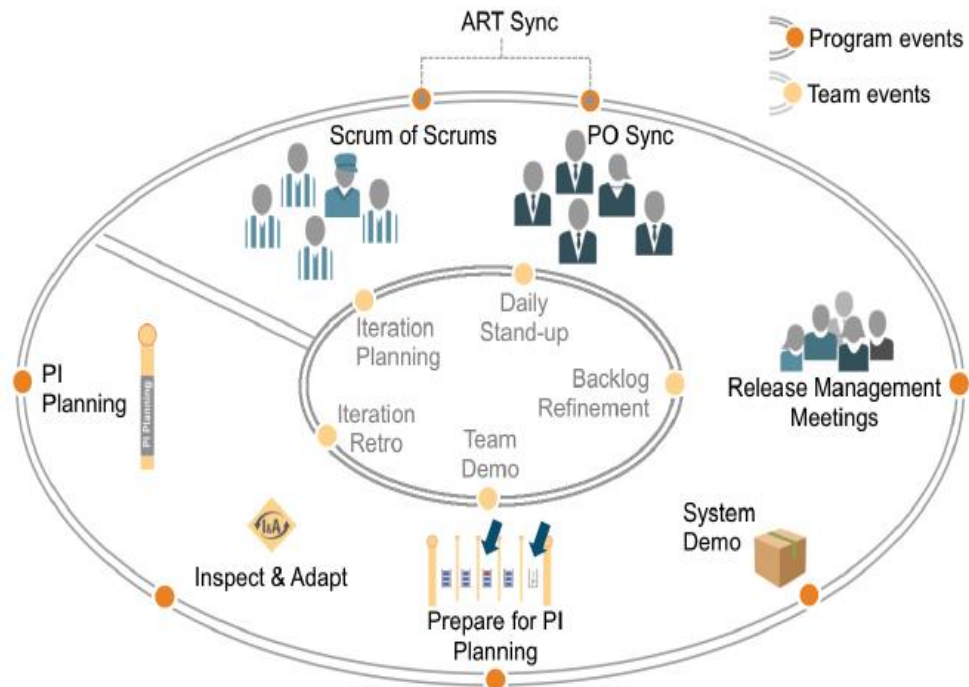 ART Sync
Program events
Team events
Scrum of Scrums
PO Sync
Iteration
Planning
Daily
Stand-up
Backlog
Refinement
Release Management
Meetings
PI
Planning
PI Planning
Iteration
Retro
Team
Demo
System
Demo
I&A
Inspect & Adapt
Prepare for PI
Planning